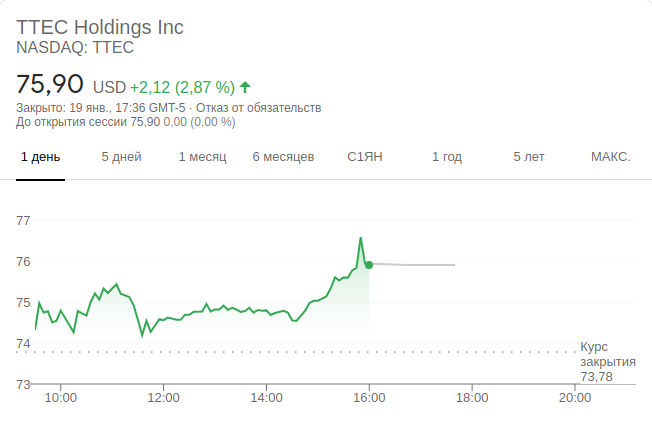 TTEC Holdings Inc
NASDAQ: TTEC
75,90 USD +2,12 (2,87 %)
Закрыто: 19 янв., 17:36 GMT-5 · Отказ от обязательств
До открытия сессии 75,90 0,00 (0,00 %)
1 день 5 дней 1 месяц 6 месяцев С1ЯН 1 год 5 лет МАКС.
77
76
75
74
Курс
закрытия
73,78
73
10:00 12:00 14:00 16:00 18:00 20:00